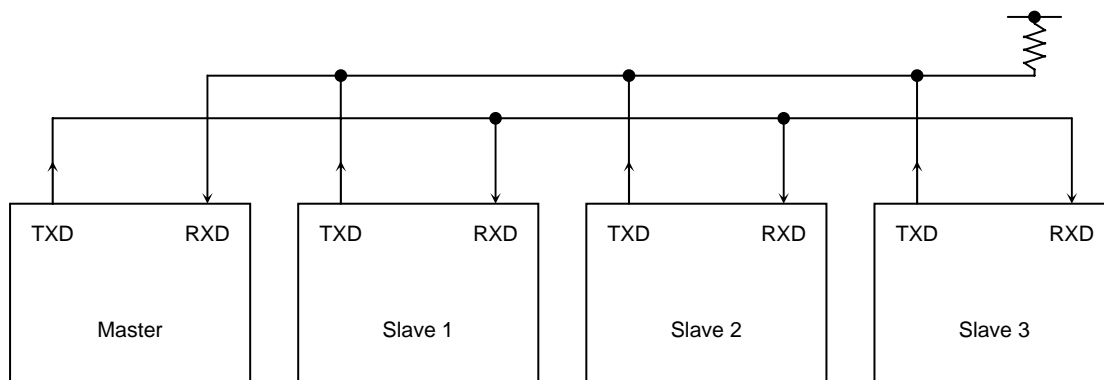 TXD RXD TXD RXD TXD RXD TXD RXD
Master Slave 1 Slave 2 Slave 3